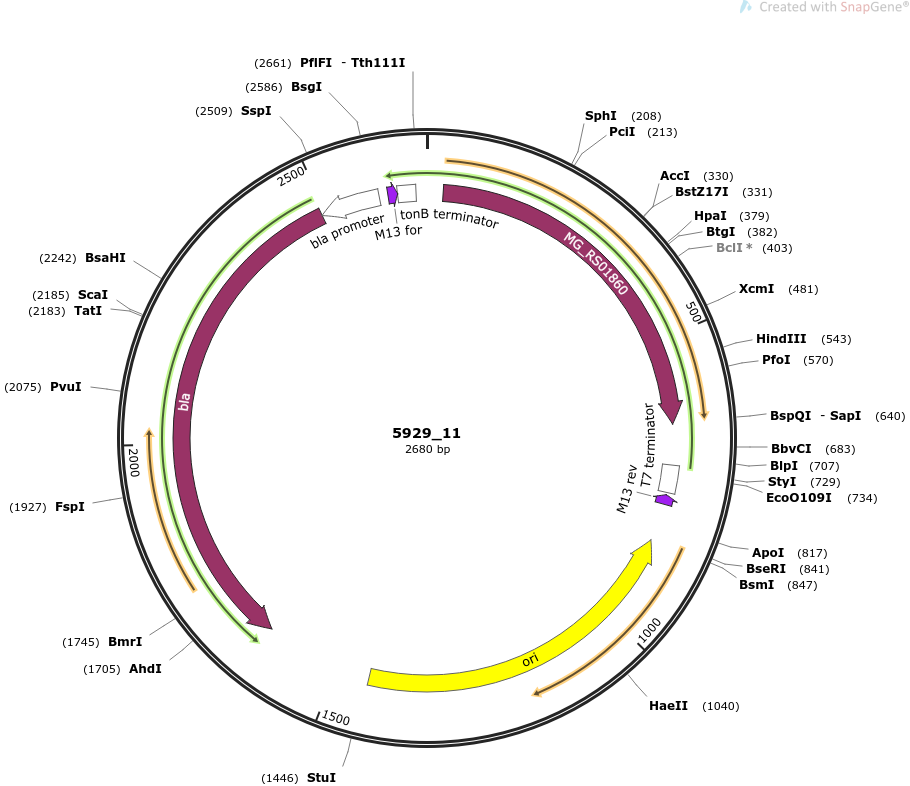 Created with SnapGene®
(2661) PflFI - Tth111I
(2586) BsgI
(2509) SspI
SphI (208)
PciI (213)
AccI (330)
BstZ17I (331)
HpaI (379)
BtgI (382)
BclI * (403)
XcmI (481)
HindIII (543)
PfoI (570)
BspQI - SapI (640)
BbvCI (683)
BlpI (707)
StyI (729)
EcoO109I (734)
ApoI (817)
BseRI (841)
BsmI (847)
HaeII (1040)
(1446) StuI
(1705) AhdI
(1745) BmrI
(1927) FspI
(2075) PvuI
(2183) TatI
(2185) ScaI
(2242) BsaHI
500
1000
1500
2000
2500
bla promoter
M13 for
tonB terminator
MG_RS01860
T7 terminator
M13 rev
ori
bla
5929_11
2680 bp